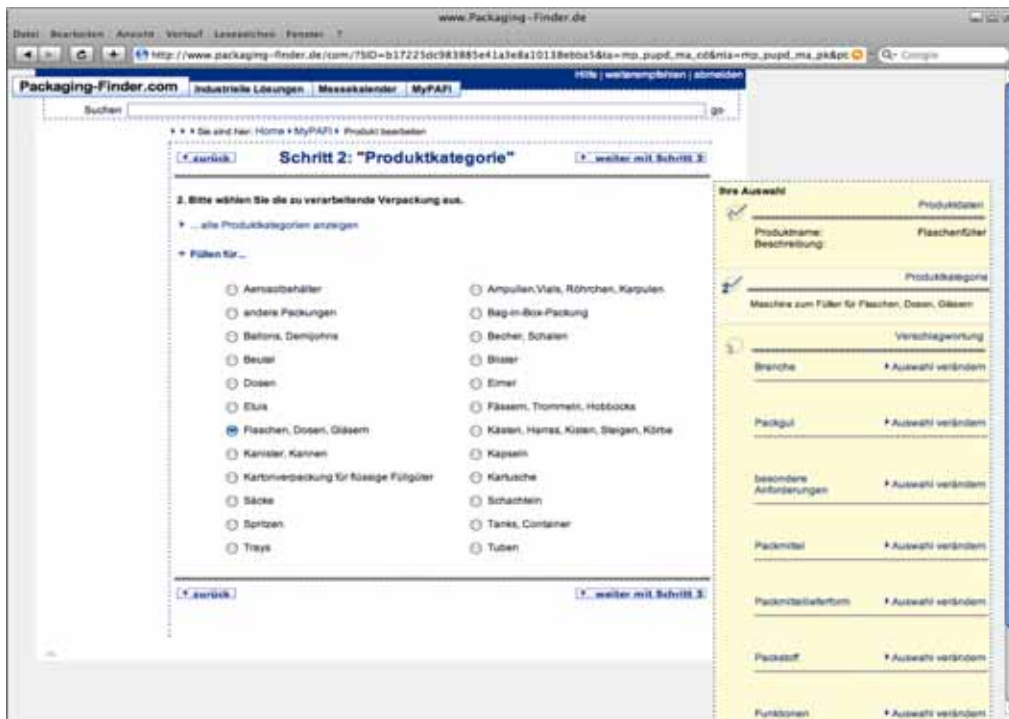 www.Packaging-Finder.de
Datei Bearbeiten Ansicht Verlauf Lesezeichen Fenster ?
Google
Hilfe | weiterempfehlen | abmelden
Packaging-Finder.com Industrielle Lösungen Messekalender MyPAFI
Suchen go
Sie sind hier: Home MyPAFI Produkt bearbeiten
zurück Schritt 2: "Produktkategorie" weiter mit Schritt 3
2. Bitte wählen Sie die zu verarbeitende Verpackung aus.
... alle Produktkategorien anzeigen
Füllen für...
Aerosolbehälter Ampullen, Vials, Röhrchen, Karpulen
andere Packungen Bag-in-Box-Packung
Ballons, Demijohns Becher, Schalen
Beutel Blister
Dosen Eimer
Etuis Fässern, Trommeln, Hobbocks
Flaschen, Dosen, Gläsern Kästen, Harras, Kisten, Steigen, Körbe
Kanister, Kannen Kapseln
Kartonverpackung für flüssige Füllgüter Kartusche
Säcke Schachteln
Spritzen Tanks, Container
Trays Tuben
zurück weiter mit Schritt 3
Ihre Auswahl
Produktdaten
Produktname: Flaschenfüller
Beschreibung:
2 Produktkategorie
Maschine zum Füllen für Flaschen, Dosen, Gläsern
3 Verschlagwortung
Branche Auswahl verändern
Packgut Auswahl verändern
besondere
Anforderungen Auswahl verändern
Packmittel Auswahl verändern
Packmittellieferform Auswahl verändern
Packstoff Auswahl verändern
Funktionen Auswahl verändern